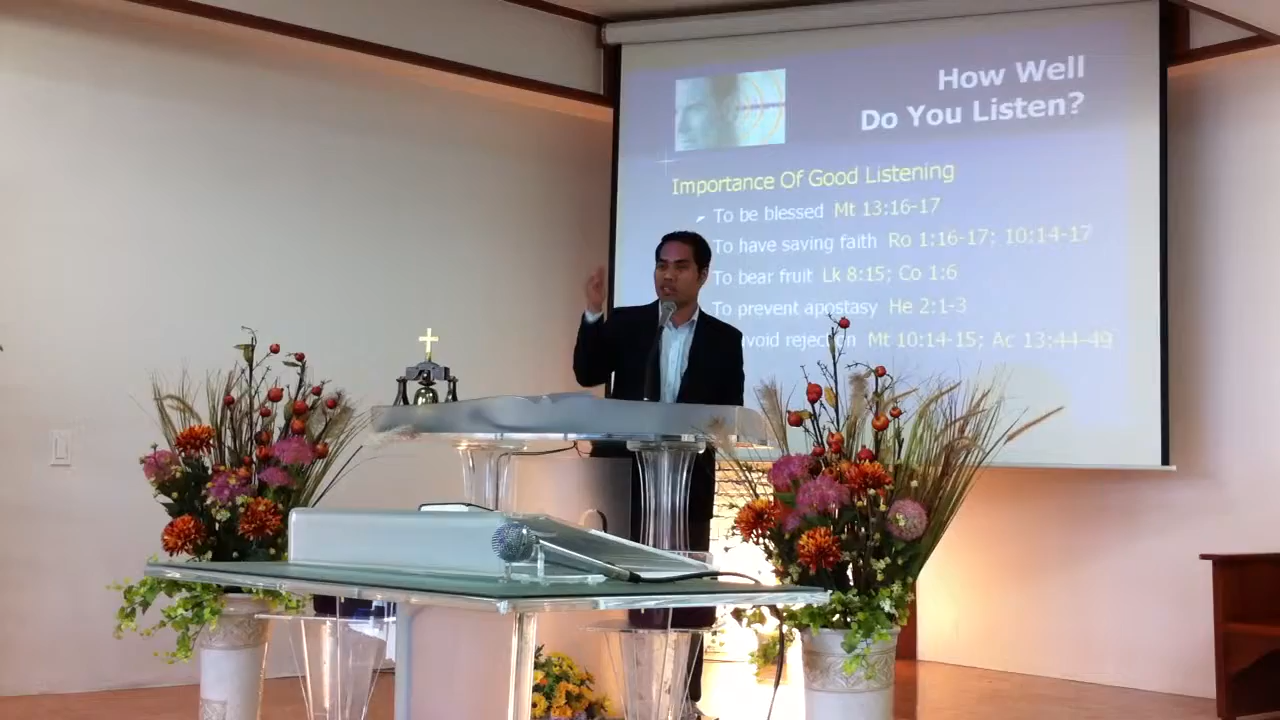 How Well
Do You Listen?
Importance Of Good Listening
To be blessed Mt 13:16-17
To have saving faith Ro 1:16-17; 10:14-17
To bear fruit Lk 8:15; Co 1:6
To prevent apostasy He 2:1-3
Mt 10:14-15; Ac 13:44-49